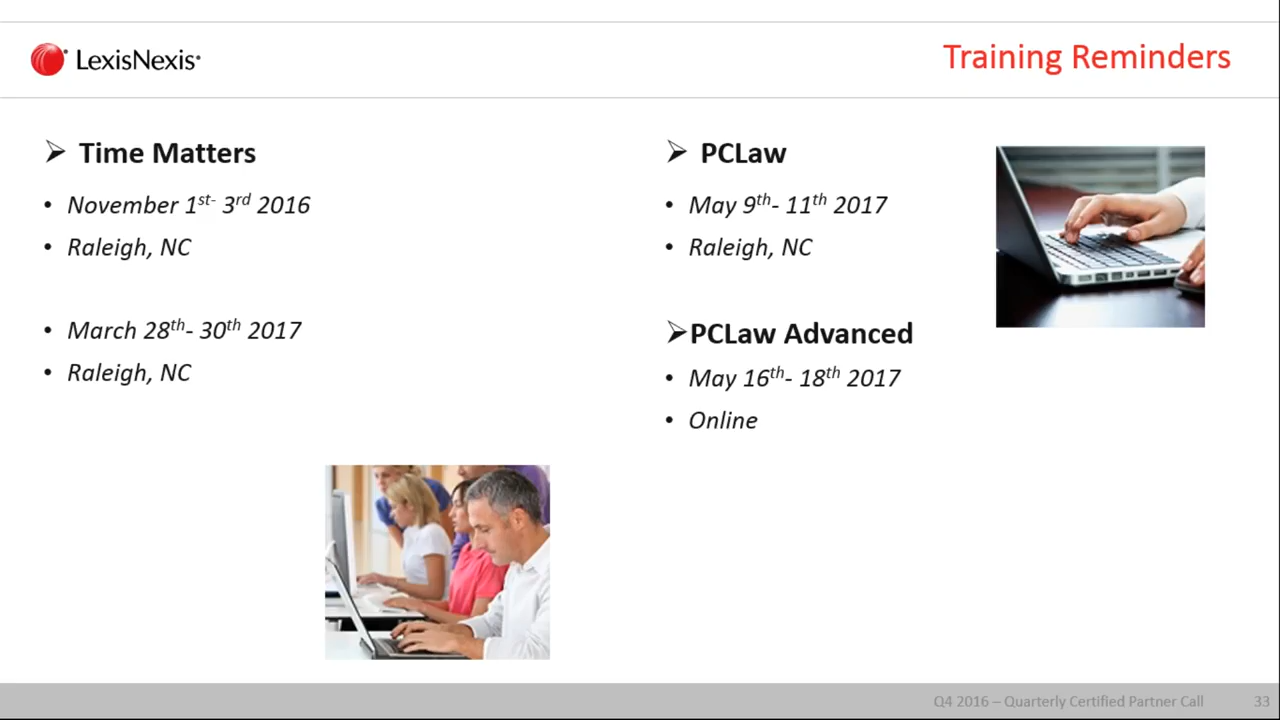 LexisNexis®
Training Reminders
➢ Time Matters
• November 1st- 3rd 2016
• Raleigh, NC
• March 28th- 30th 2017
• Raleigh, NC
➢ PCLaw
• May 9th- 11th 2017
• Raleigh, NC
➢PCLaw Advanced
• May 16th- 18th 2017
• Online
Q4 2016 – Quarterly Certified Partner Call 33